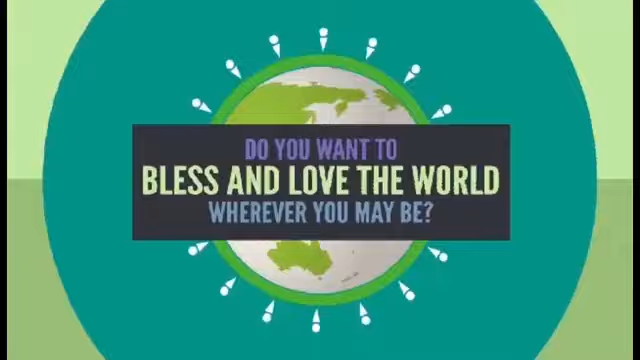 DO YOU WANT TO
BLESS AND LOVE THE WORLD
WHEREVER YOU MAY BE?